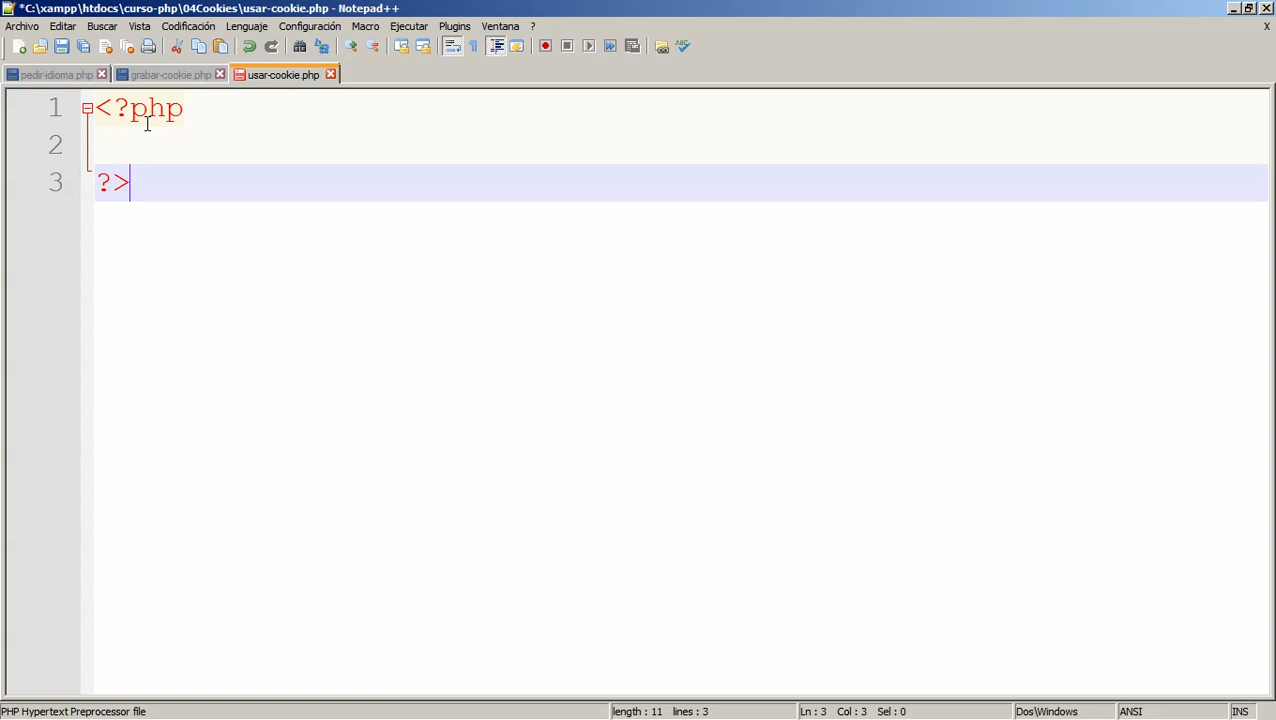 *C:\xampp\htdocs\curso-php\04Cookies\usar-cookie.php - Notepad++
Archivo Editar Buscar Vista Codificación Lenguaje Configuración Macro Ejecutar Plugins Ventana ? X
pedir-idioma.php grabar-cookie.php usar-cookie.php
1 <?php
2
3 ?>
PHP Hypertext Preprocessor file length : 11 lines : 3 Ln : 3 Col : 3 Sel : 0 Dos\Windows ANSI INS